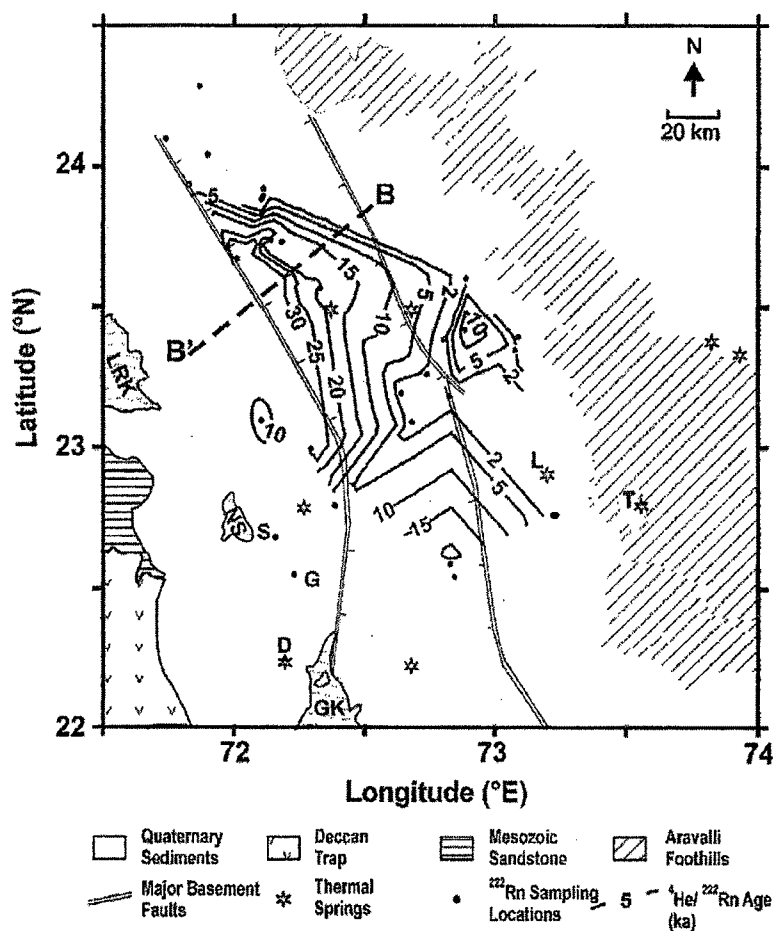 N
20 km
24
5
B
15
30
5
2
10
10
25
5
2
B'
LRK
20
10
2
23
L
5
T
10
-15
NS
S
G
D
GK
22
72
73
74
Latitude (°N)
Longitude (°E)
Quaternary Sediments
Deccan Trap
Mesozoic Sandstone
Aravalli Foothills
Major Basement Faults
Thermal Springs
²²²Rn Sampling Locations
5
⁴He/ ²²²Rn Age (ka)